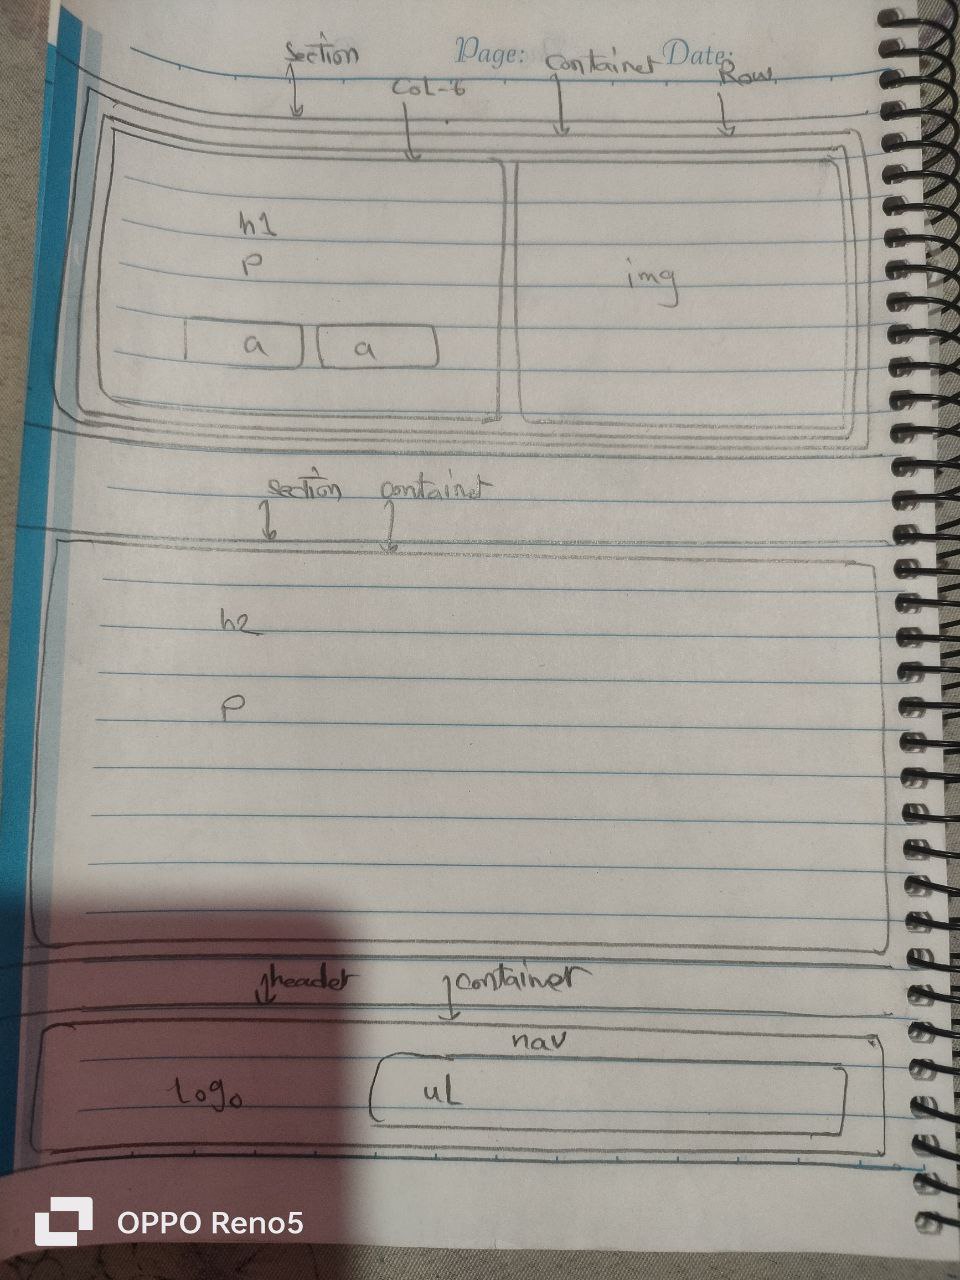 Page: Date:
section Col-6 container Row
h1
p
img
a a
section container
h2
p
header container
nav
logo
ul
OPPO Reno5